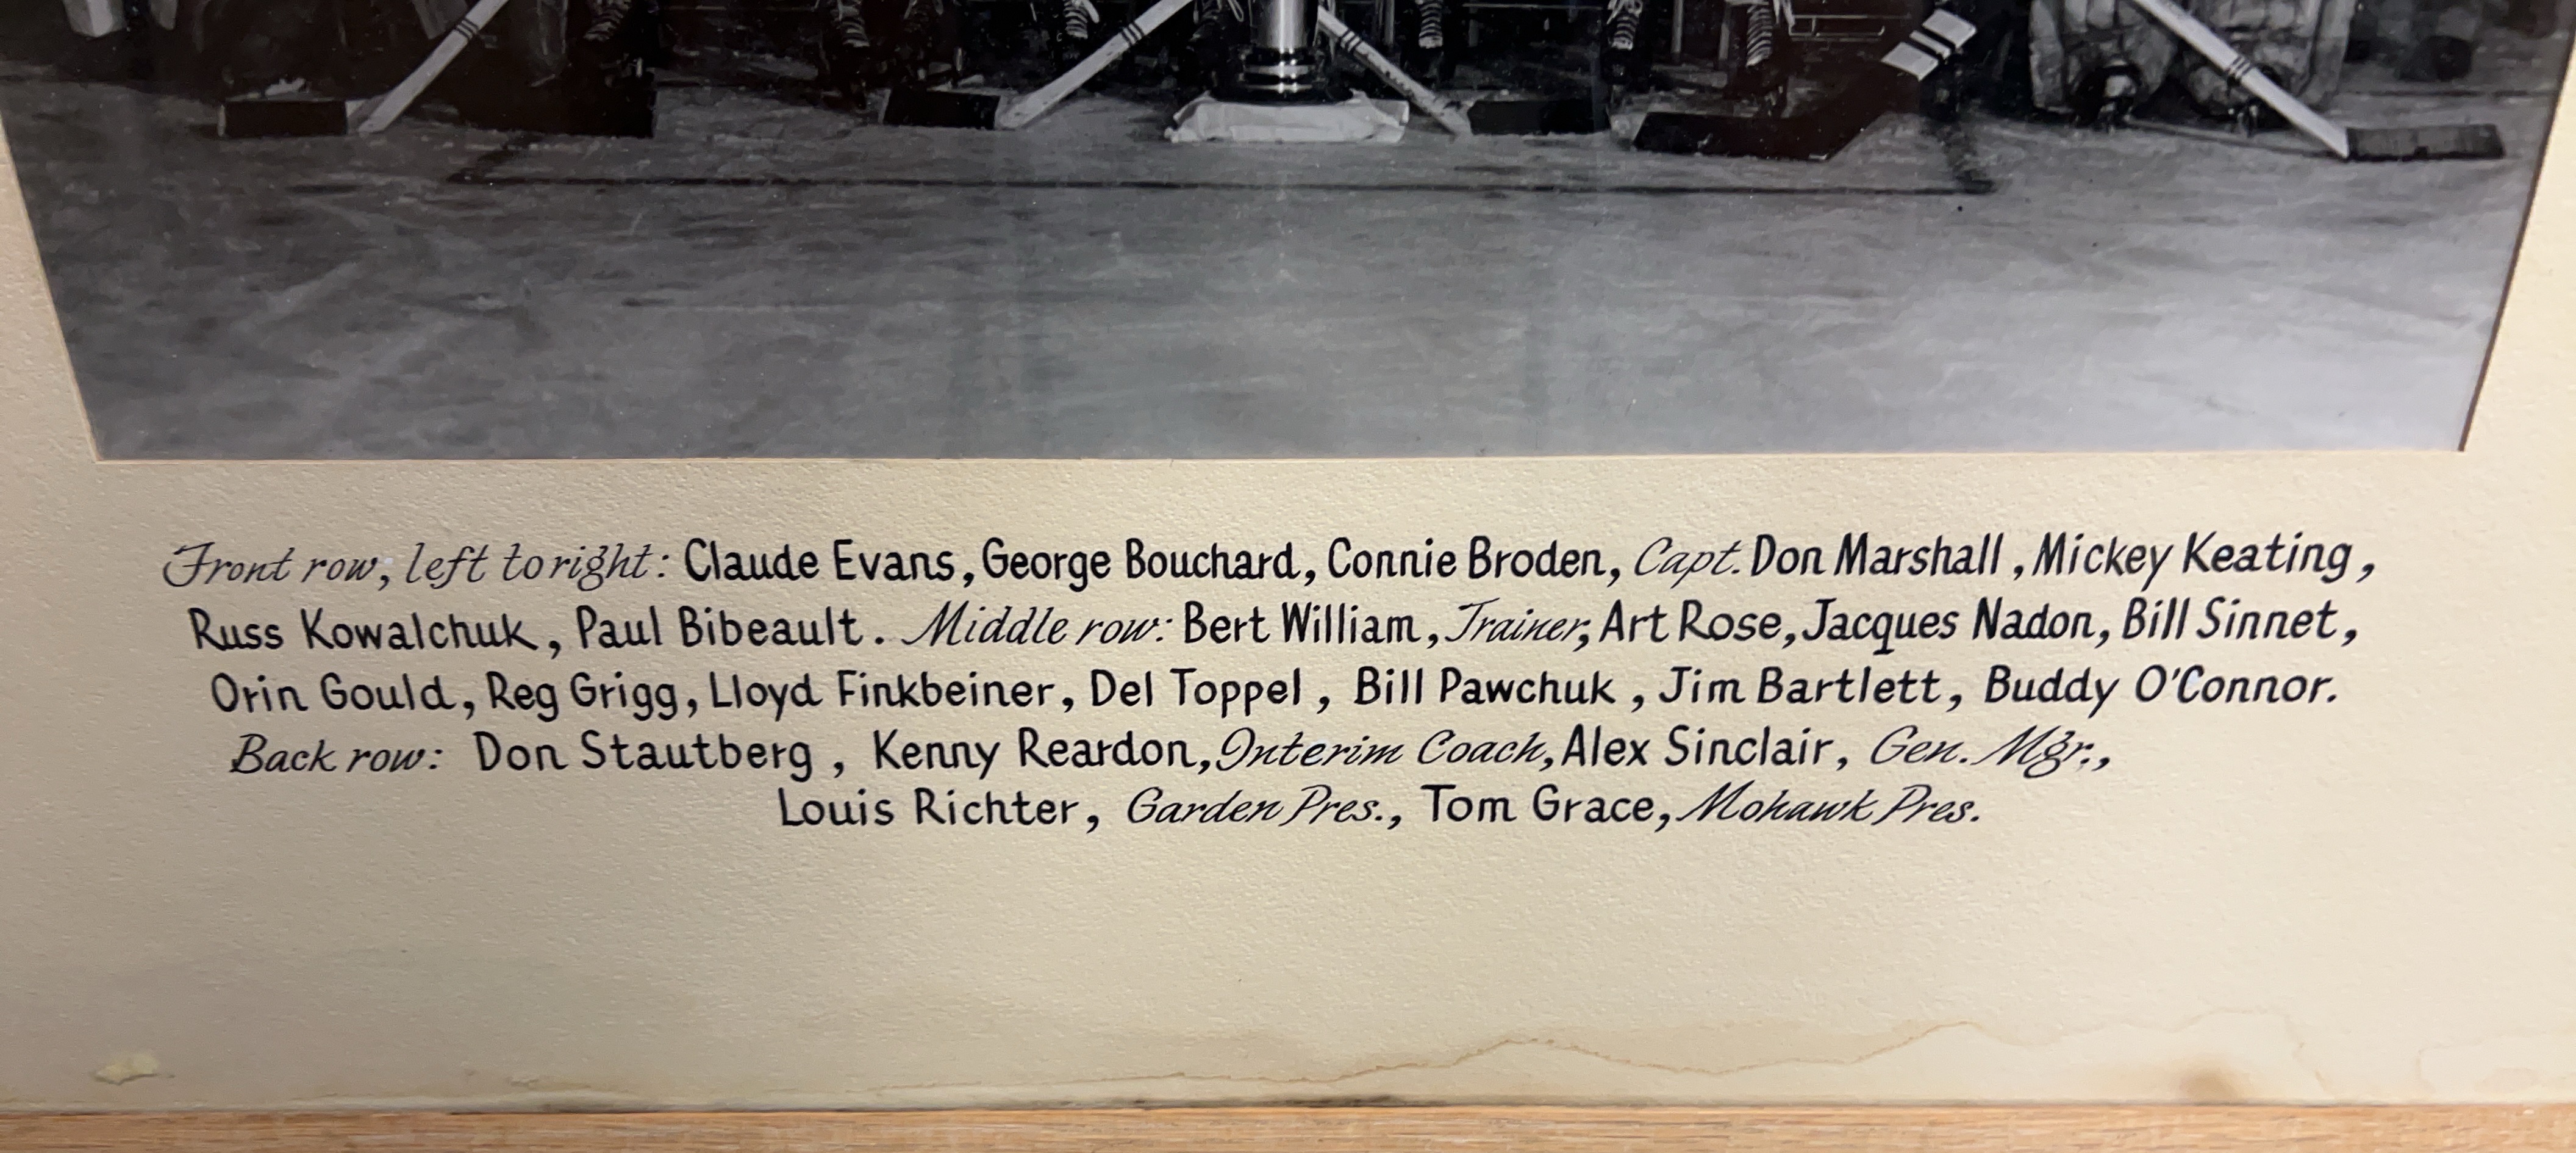 Front row, left to right: Claude Evans, George Bouchard, Connie Broden, Capt. Don Marshall, Mickey Keating,
Russ Kowalchuk, Paul Bibeault. Middle row: Bert William, Trainer, Art Rose, Jacques Nadon, Bill Sinnet,
Orin Gould, Reg Grigg, Lloyd Finkbeiner, Del Toppel, Bill Pawchuk, Jim Bartlett, Buddy O'Connor.
Back row: Don Stautberg, Kenny Reardon, Interim Coach, Alex Sinclair, Gen. Mgr.,
Louis Richter, Garden Pres., Tom Grace, Mohawk Pres.